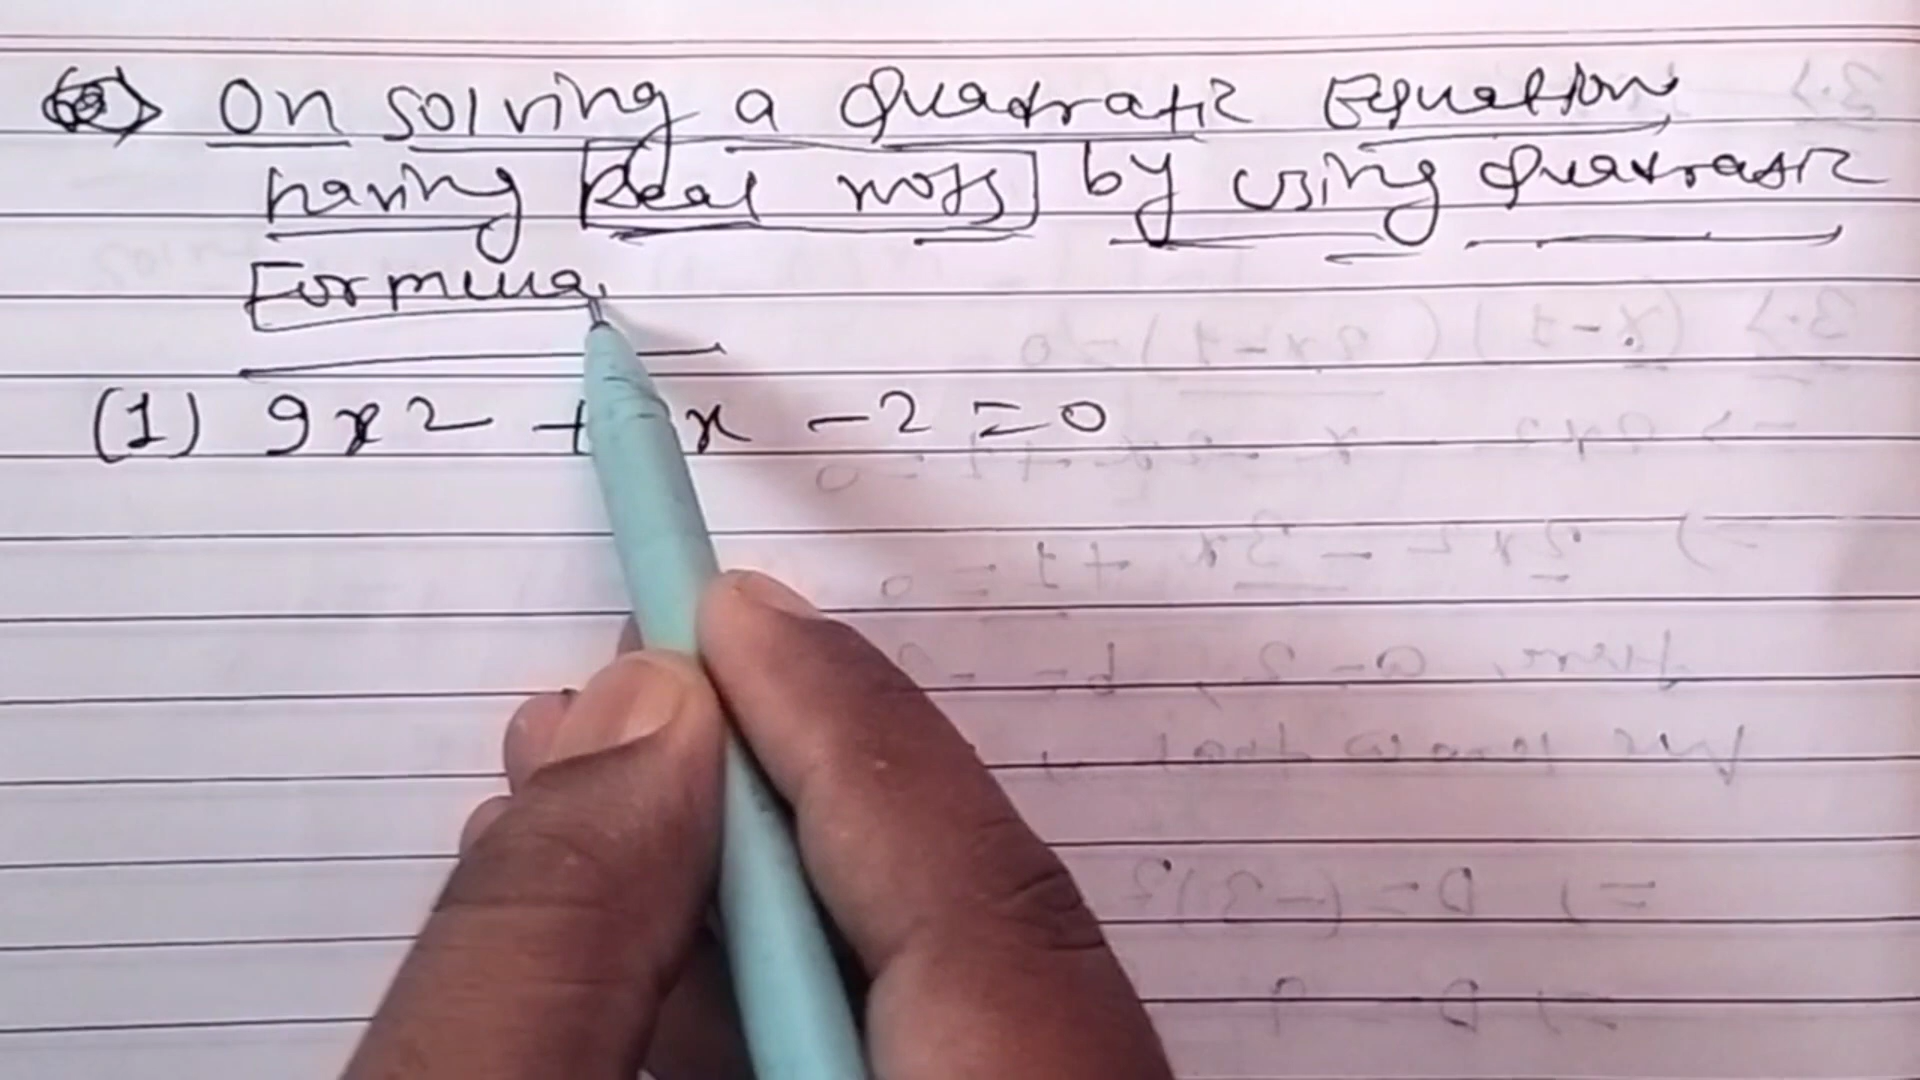 On solving a Quadratic Equation
having Real roots by using Quadratic
Formula
(1) 9x2 + x - 2 = 0